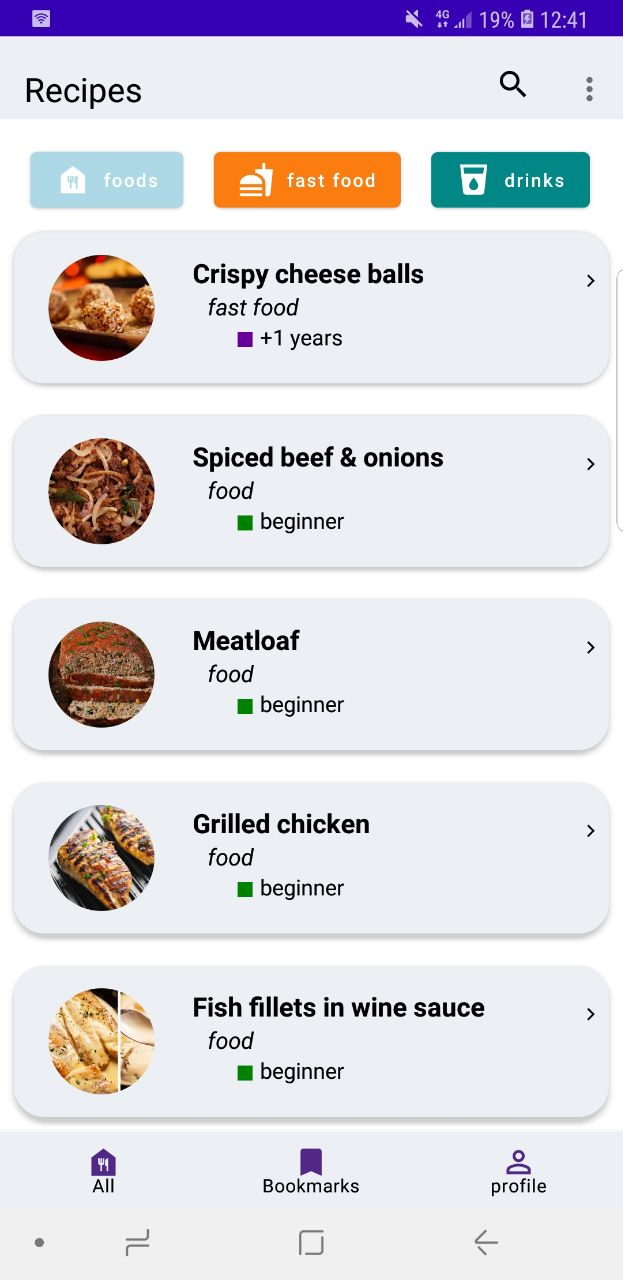 4G 19% 12:41
Recipes
foods fast food drinks
Crispy cheese balls
fast food
+1 years
Spiced beef & onions
food
beginner
Meatloaf
food
beginner
Grilled chicken
food
beginner
Fish fillets in wine sauce
food
beginner
All Bookmarks profile